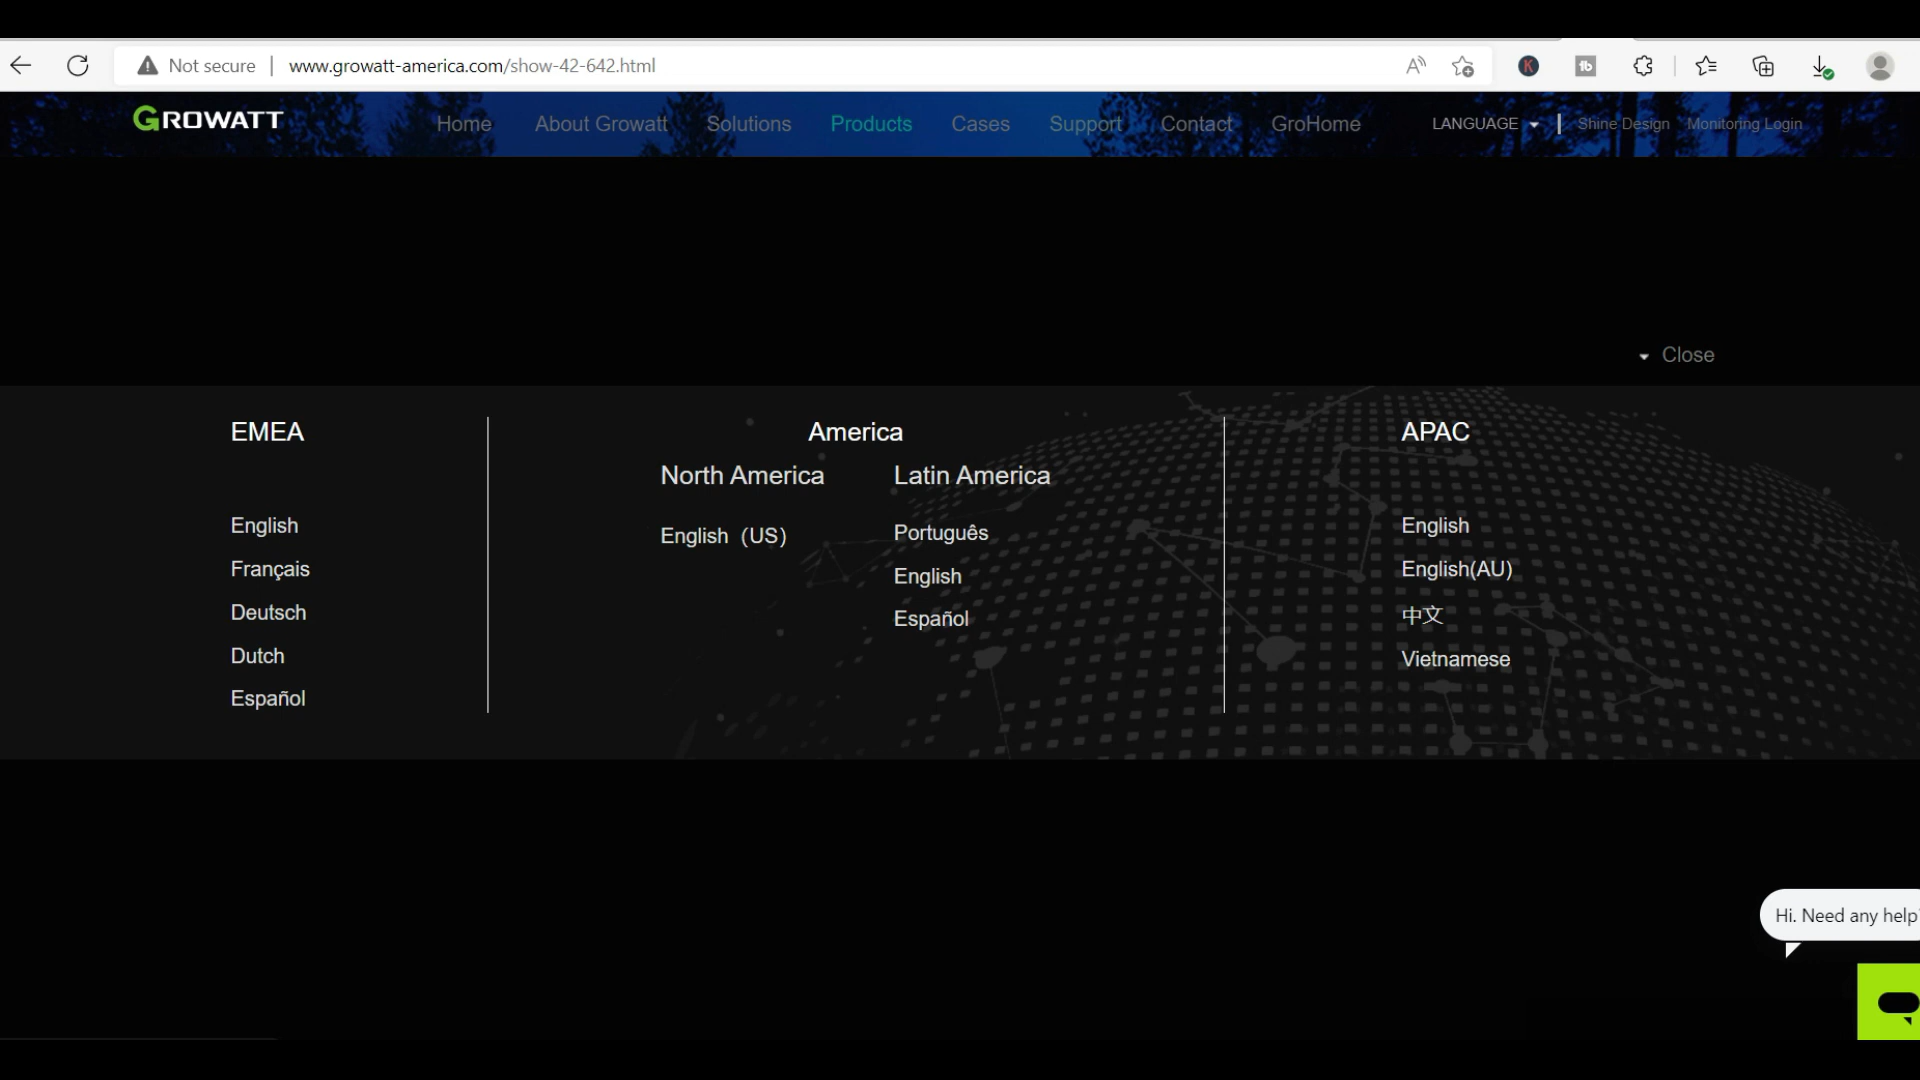 Not secure | www.growatt-america.com/show-42-642.html
GROWATT
Home About Growatt Solutions Products Cases Support Contact GroHome LANGUAGE | Shine Design Monitoring Login
Close
EMEA
English
Français
Deutsch
Dutch
Español
America
North America
English（US）
Latin America
Português
English
Español
APAC
English
English(AU)
中文
Vietnamese
Hi. Need any help?